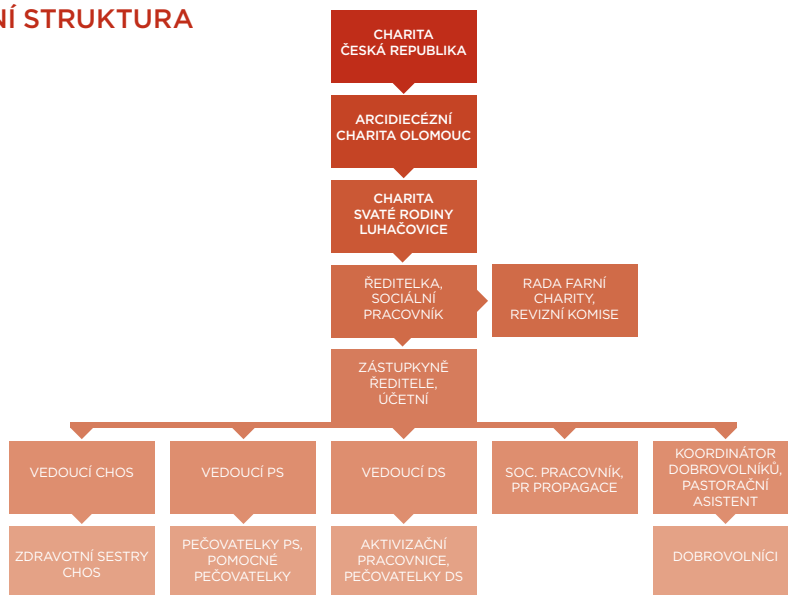 NÍ STRUKTURA
CHARITA
ČESKÁ REPUBLIKA
ARCIDIECÉZNÍ
CHARITA OLOMOUC
CHARITA
SVATÉ RODINY
LUHAČOVICE
ŘEDITELKA,
SOCIÁLNÍ
PRACOVNÍK
RADA FARNÍ
CHARITY,
REVIZNÍ KOMISE
ZÁSTUPKYNĚ
ŘEDITELE,
ÚČETNÍ
VEDOUCÍ CHOS
VEDOUCÍ PS
VEDOUCÍ DS
SOC. PRACOVNÍK,
PR PROPAGACE
KOORDINÁTOR
DOBROVOLNÍKŮ,
PASTORAČNÍ
ASISTENT
ZDRAVOTNÍ SESTRY
CHOS
PEČOVATELKY PS,
POMOCNÉ
PEČOVATELKY
AKTIVIZAČNÍ
PRACOVNICE,
PEČOVATELKY DS
DOBROVOLNÍCI